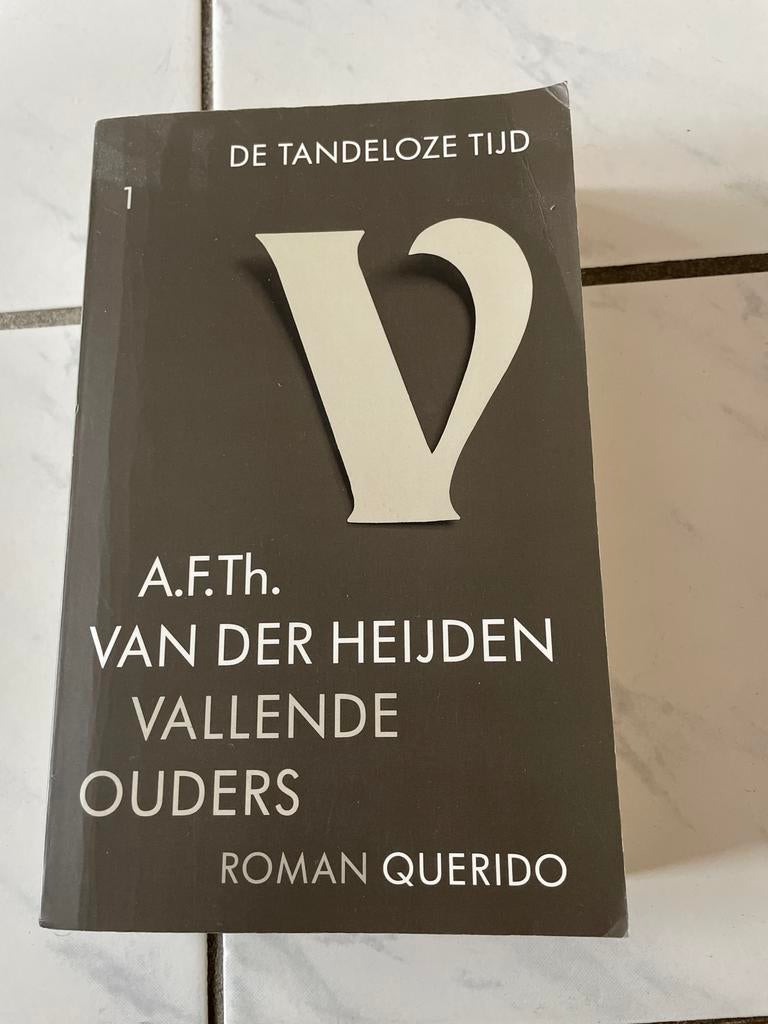 DE TANDELOZE TIJD
1
V
A.F.Th.
VAN DER HEIJDEN
VALLENDE
OUDERS
ROMAN QUERIDO